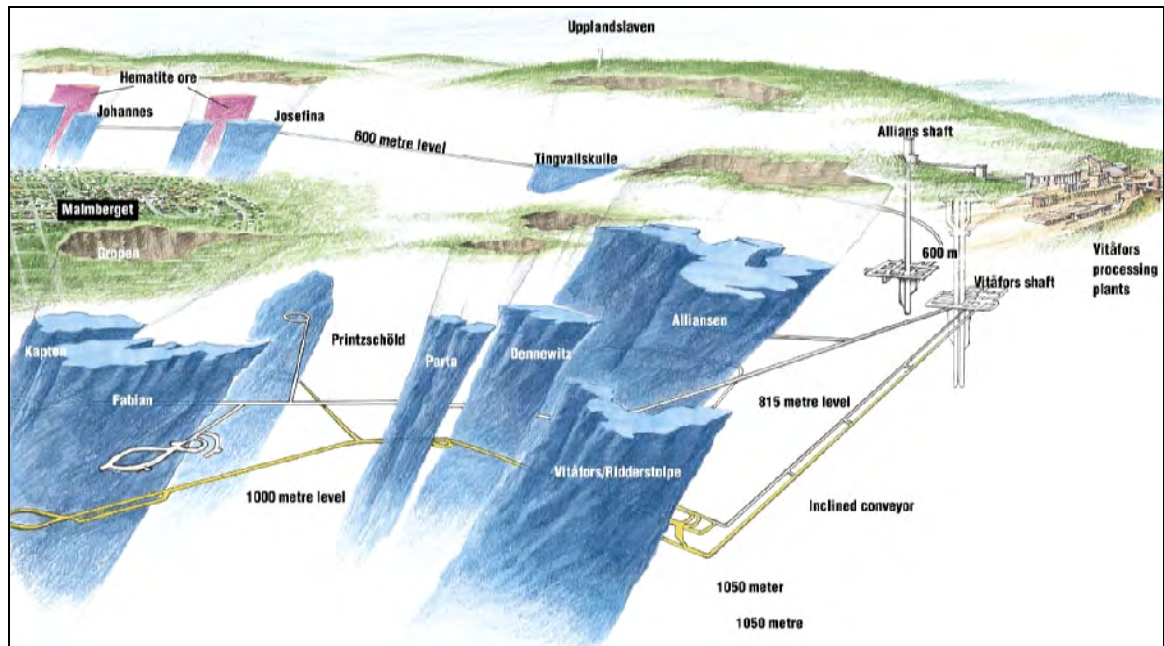 Upplandslaven
Hematite ore
Johannes
Josefina
600 metre level
Tingvallskulle
Allians shaft
Malmberget
Gropen
600 m
Vitåfors shaft
Vitåfors
processing
plants
Kapten
Fabian
Printzschöld
Parta
Dennewitz
Alliansen
815 metre level
Vitåfors/Ridderstolpe
1000 metre level
Inclined conveyor
1050 meter
1050 metre